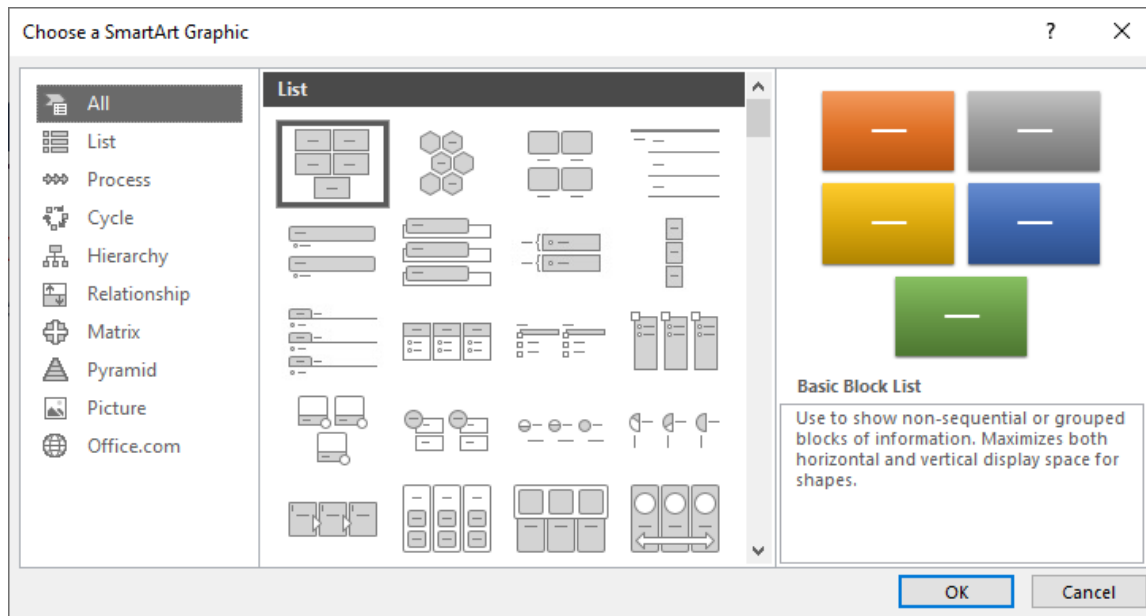 Choose a SmartArt Graphic
?
All
List
Process
Cycle
Hierarchy
Relationship
Matrix
Pyramid
Picture
Office.com
List
Basic Block List
Use to show non-sequential or grouped
blocks of information. Maximizes both
horizontal and vertical display space for
shapes.
OK
Cancel